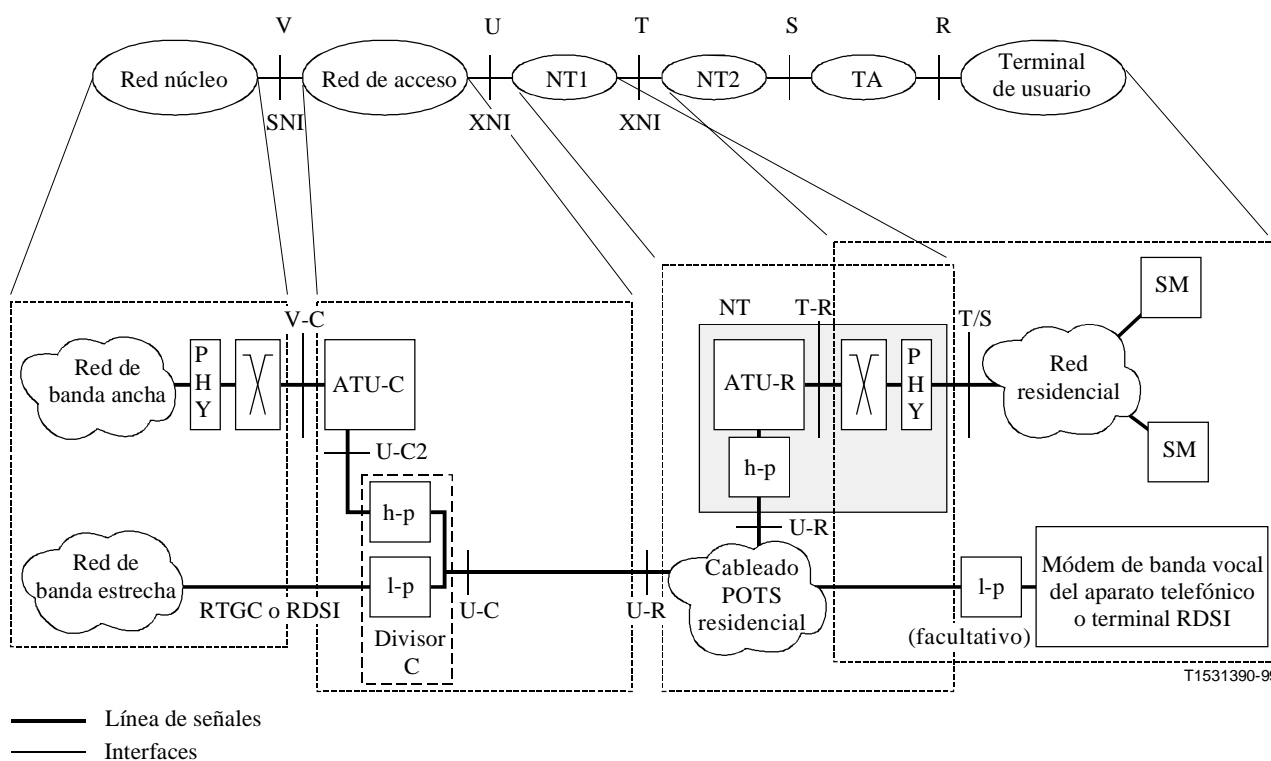 V
U
T
S
R
Red núcleo
Red de acceso
NT1
NT2
TA
Terminal
de usuario
SNI
XNI
XNI
V-C
NT
T-R
T/S
SM
Red de
banda ancha
P
H
Y
ATU-C
ATU-R
P
H
Y
Red
residencial
U-C2
h-p
SM
h-p
U-R
Red de
banda estrecha
RTGC o RDSI
l-p
U-C
U-R
Cableado
POTS
residencial
l-p
(facultativo)
Módem de banda vocal
del aparato telefónico
o terminal RDSI
Divisor
C
T1531390-99
Línea de señales
Interfaces